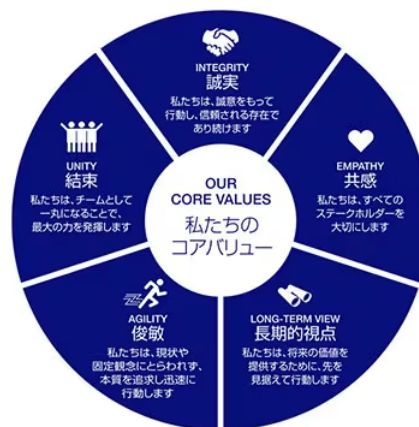 INTEGRITY
誠実
私たちは、誠意をもって
行動し、信頼される存在で
あり続けます
EMPATHY
共感
私たちは、すべての
ステークホルダーを
大切にします
LONG-TERM VIEW
長期的視点
私たちは、将来の価値を
提供するために、先を
見据えて行動します
AGILITY
俊敏
私たちは、現状や
固定観念にとらわれず、
本質を追求し迅速に
行動します
UNITY
結束
私たちは、チームとして
一丸になることで、
最大の力を発揮します
OUR
CORE VALUES
私たちの
コアバリュー